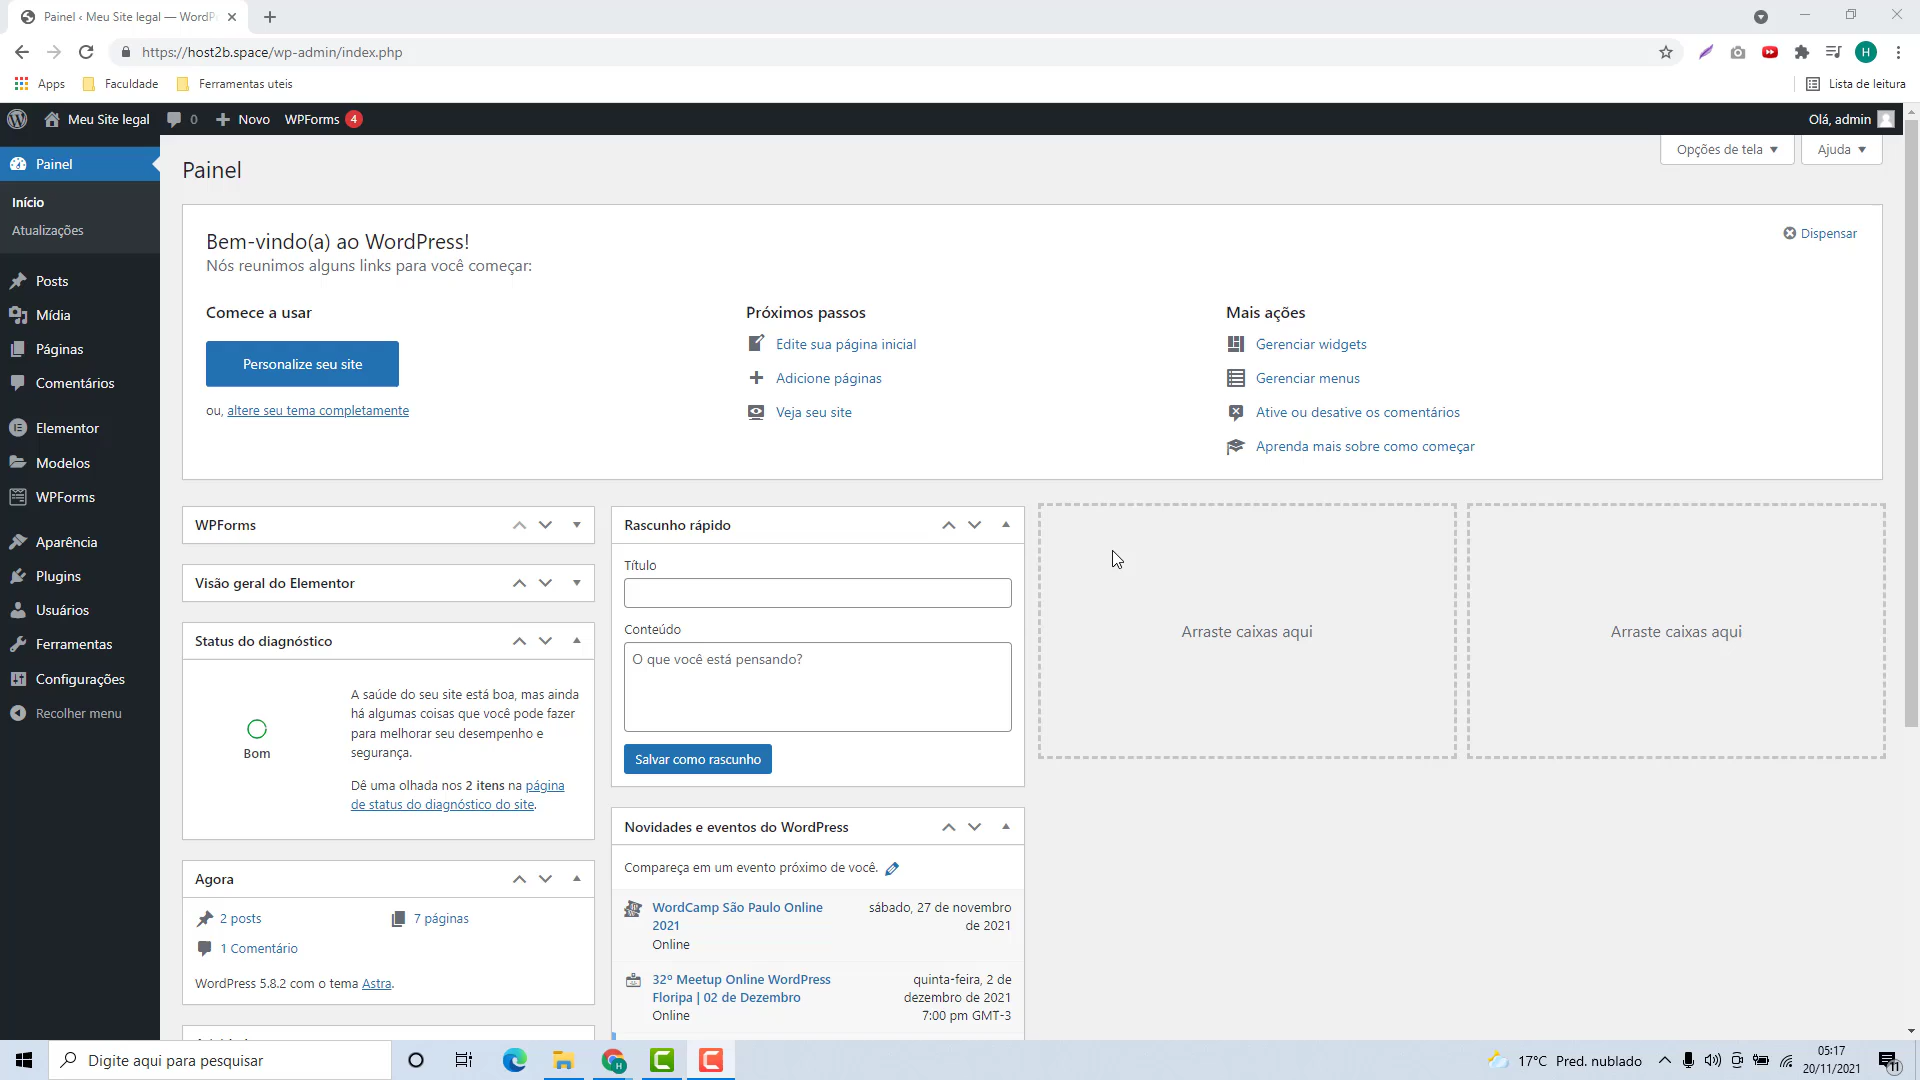 Painel ‹ Meu Site legal — WordP
https://host2b.space/wp-admin/index.php
H
Apps
Faculdade
Ferramentas uteis
Lista de leitura
Meu Site legal
0
Novo
WPForms
4
Olá, admin
Painel
Início
Atualizações
Posts
Mídia
Páginas
Comentários
Elementor
Modelos
WPForms
Aparência
Plugins
Usuários
Ferramentas
Configurações
Recolher menu
Painel
Opções de tela
Ajuda
Bem-vindo(a) ao WordPress!
Nós reunimos alguns links para você começar:
Dispensar
Comece a usar
Personalize seu site
ou, altere seu tema completamente
Próximos passos
Edite sua página inicial
Adicione páginas
Veja seu site
Mais ações
Gerenciar widgets
Gerenciar menus
Ative ou desative os comentários
Aprenda mais sobre como começar
WPForms
Visão geral do Elementor
Status do diagnóstico
Bom
A saúde do seu site está boa, mas ainda
há algumas coisas que você pode fazer
para melhorar seu desempenho e
segurança.
Dê uma olhada nos 2 itens na página
de status do diagnóstico do site.
Agora
2 posts
7 páginas
1 Comentário
WordPress 5.8.2 com o tema Astra.
Rascunho rápido
Título
Conteúdo
O que você está pensando?
Salvar como rascunho
Novidades e eventos do WordPress
Compareça em um evento próximo de você.
WordCamp São Paulo Online
2021
Online
sábado, 27 de novembro
de 2021
32º Meetup Online WordPress
Floripa | 02 de Dezembro
Online
quinta-feira, 2 de
dezembro de 2021
7:00 pm GMT-3
Arraste caixas aqui
Arraste caixas aqui
Digite aqui para pesquisar
17°C Pred. nublado
05:17
20/11/2021
11